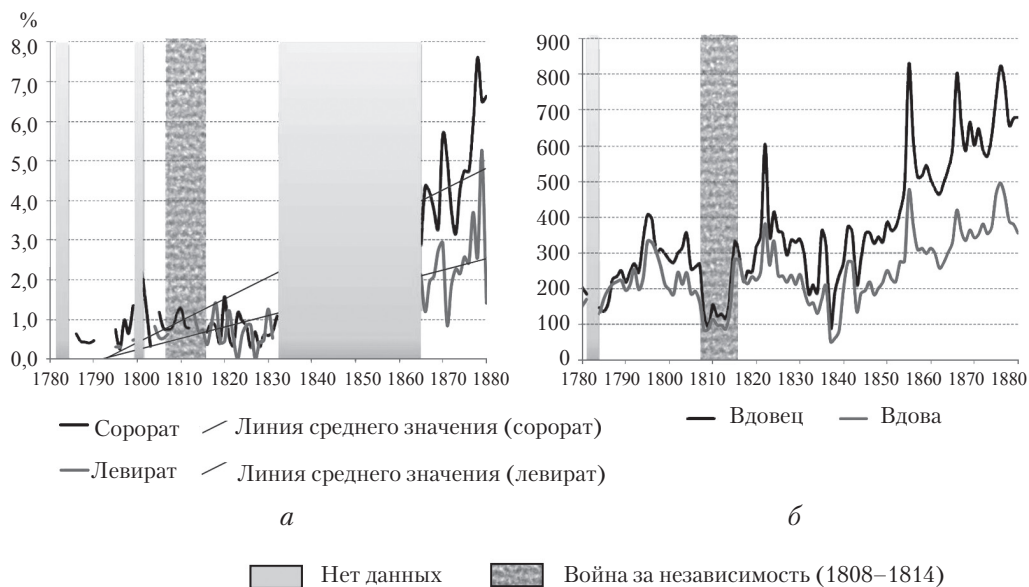 %
8,0
7,0
6,0
5,0
4,0
3,0
2,0
1,0
0,0
1780 1790 1800 1810 1820 1830 1840 1850 1860 1870 1880
Сорорат Линия среднего значения (сорорат)
Левират Линия среднего значения (левират)
а
900
800
700
600
500
400
300
200
100
0
1780 1790 1800 1810 1820 1830 1840 1850 1860 1870 1880
Вдовец Вдова
б
Нет данных Война за независимость (1808–1814)